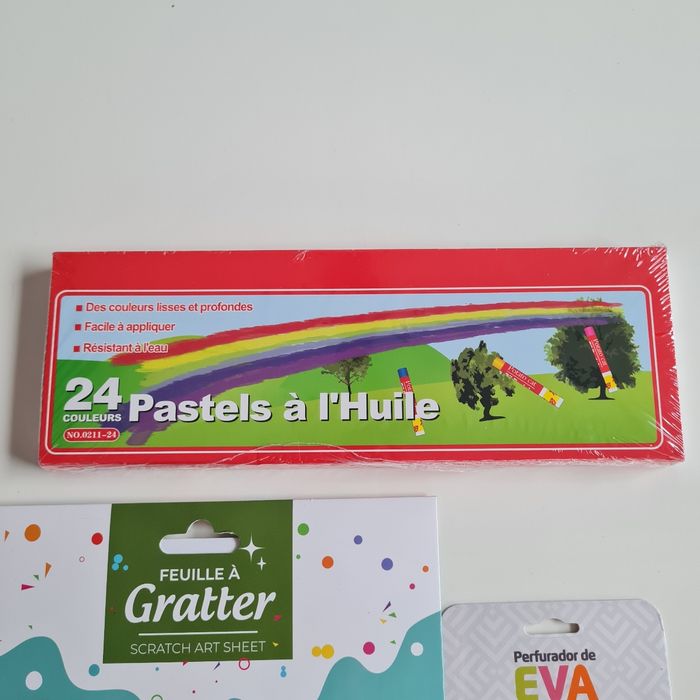 Des couleurs lisses et profondes
Facile à appliquer
Résistant à l'eau
24
COULEURS
Pastels à l'Huile
NO.0211-24
FEUILLE À
Gratter
SCRATCH ART SHEET
Perfurador de
EVA